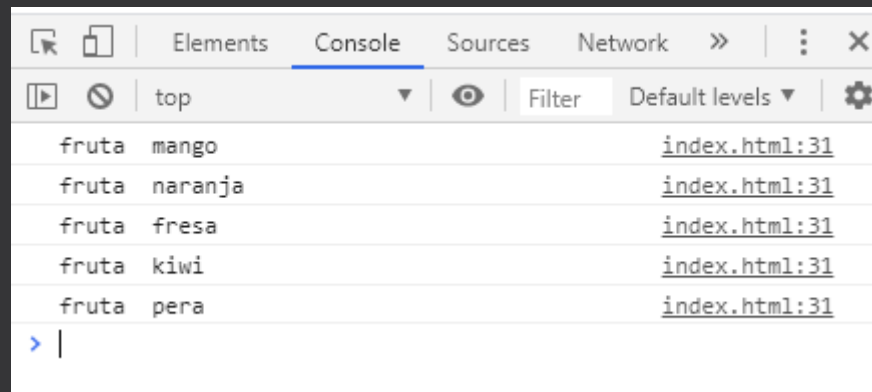 Elements Console Sources Network »
top Filter Default levels
fruta mango index.html:31
fruta naranja index.html:31
fruta fresa index.html:31
fruta kiwi index.html:31
fruta pera index.html:31
>